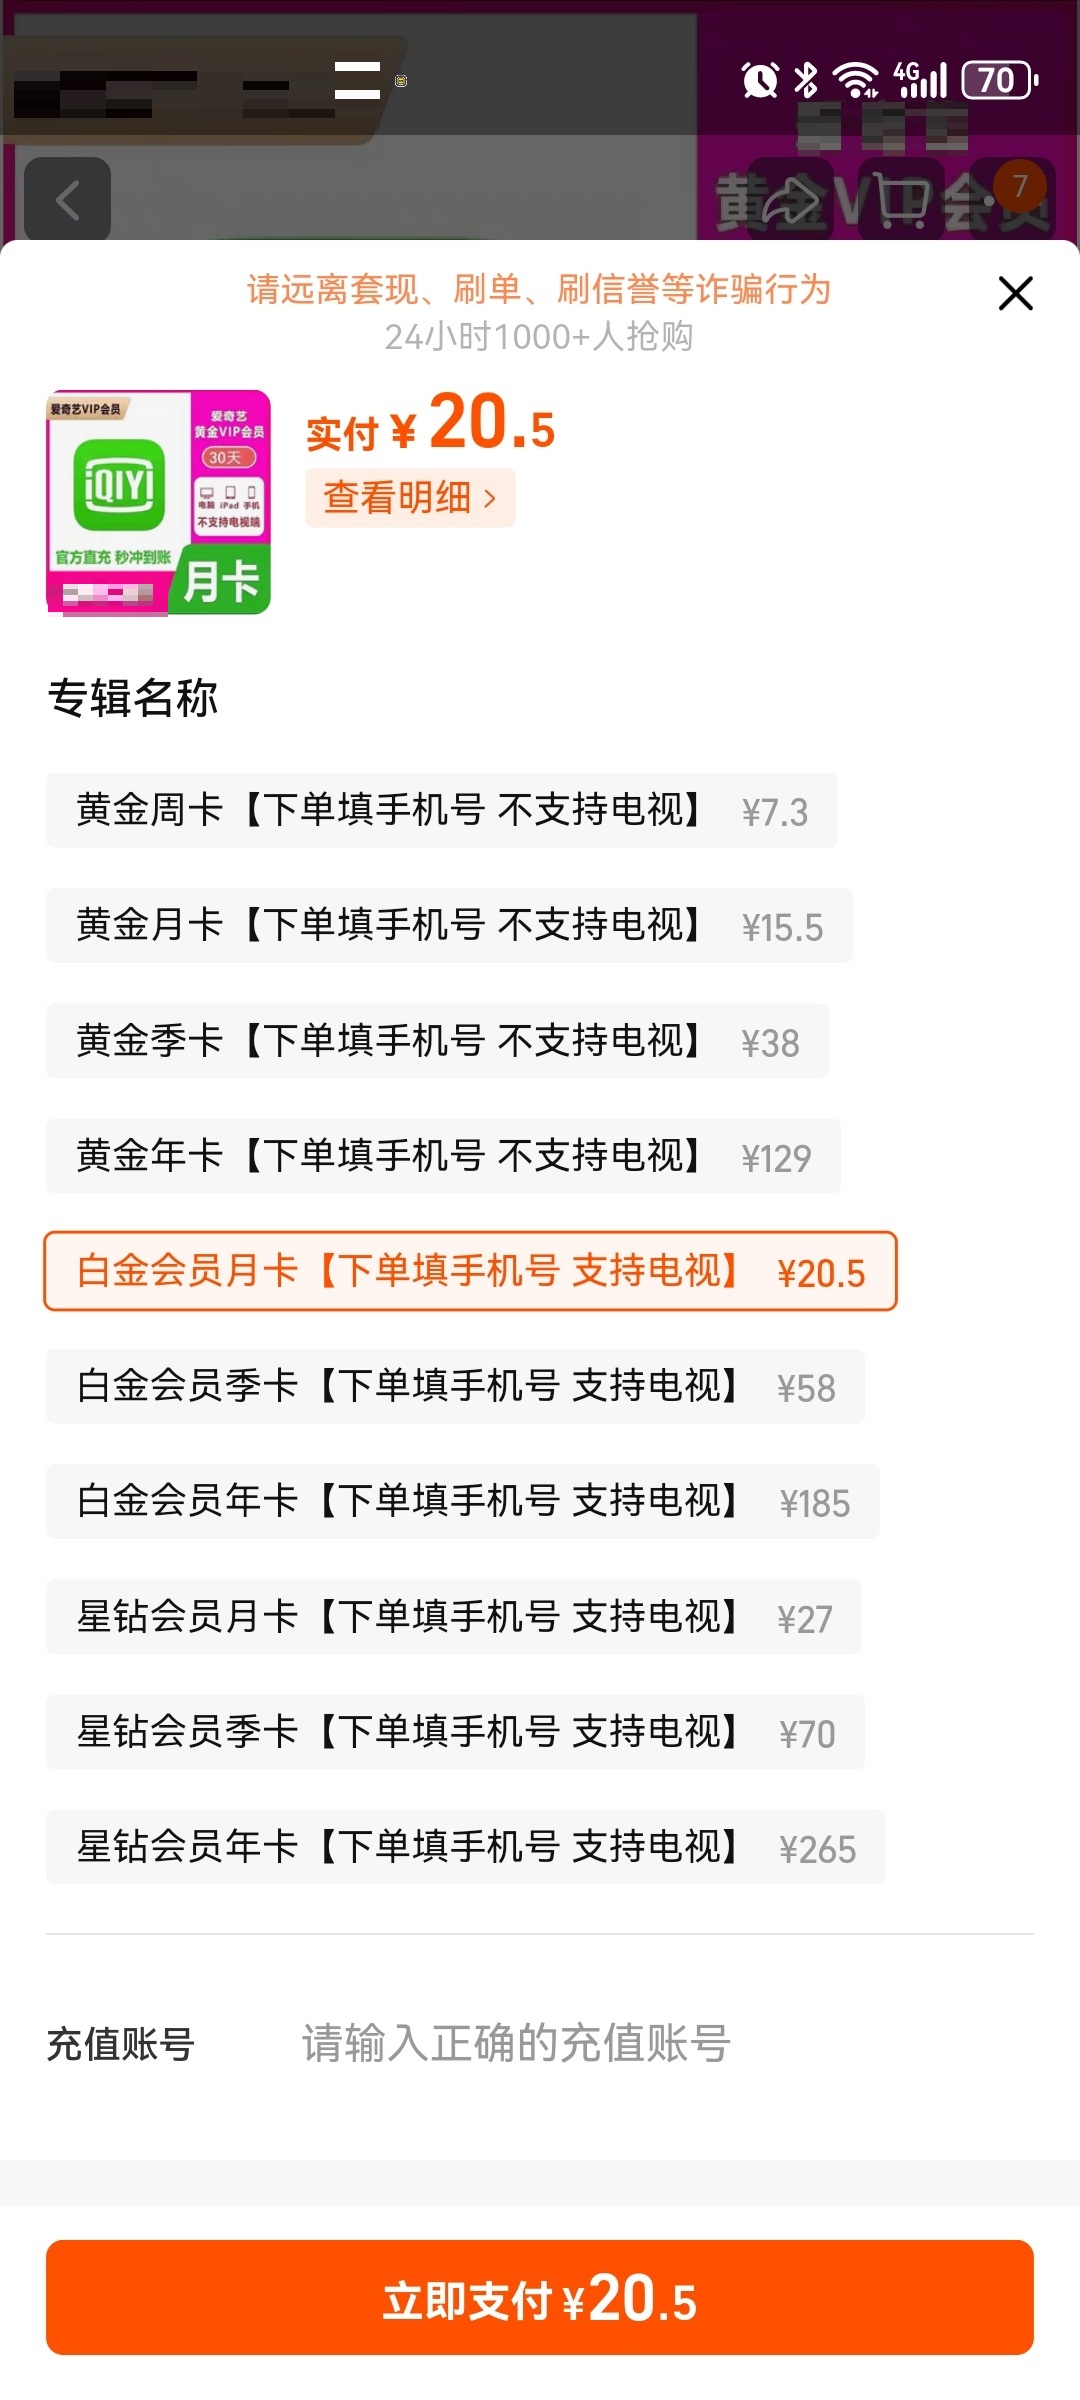 4G 70
黄金VIP会员
7
请远离套现、刷单、刷信誉等诈骗行为
24小时1000+人抢购
爱奇艺VIP会员
iQIYI
官方直充 秒冲到账
爱奇艺
黄金VIP会员
30天
电脑 iPad 手机
不支持电视端
月卡
实付 ¥ 20.5
查看明细 >
专辑名称
黄金周卡【下单填手机号 不支持电视】 ¥7.3
黄金月卡【下单填手机号 不支持电视】 ¥15.5
黄金季卡【下单填手机号 不支持电视】 ¥38
黄金年卡【下单填手机号 不支持电视】 ¥129
白金会员月卡【下单填手机号 支持电视】 ¥20.5
白金会员季卡【下单填手机号 支持电视】 ¥58
白金会员年卡【下单填手机号 支持电视】 ¥185
星钻会员月卡【下单填手机号 支持电视】 ¥27
星钻会员季卡【下单填手机号 支持电视】 ¥70
星钻会员年卡【下单填手机号 支持电视】 ¥265
充值账号 请输入正确的充值账号
立即支付 ¥20.5